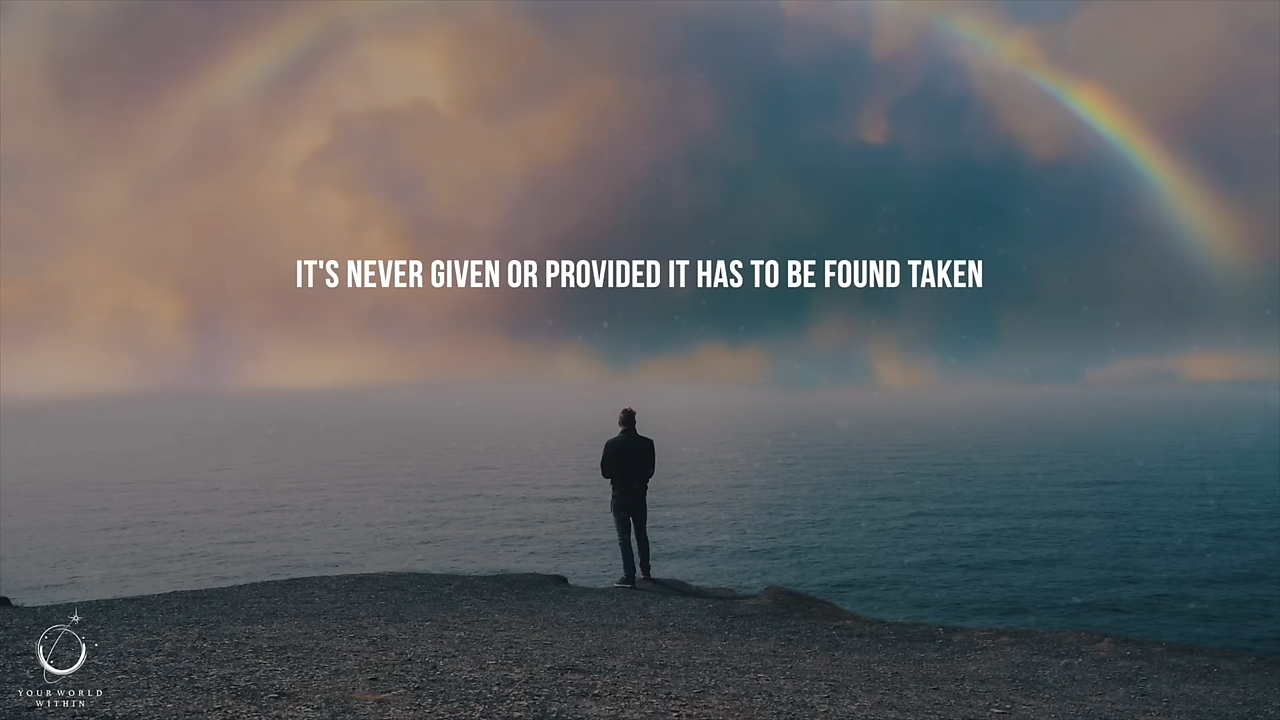 IT'S NEVER GIVEN OR PROVIDED IT HAS TO BE FOUND TAKEN
YOUR WORLD
WITHIN